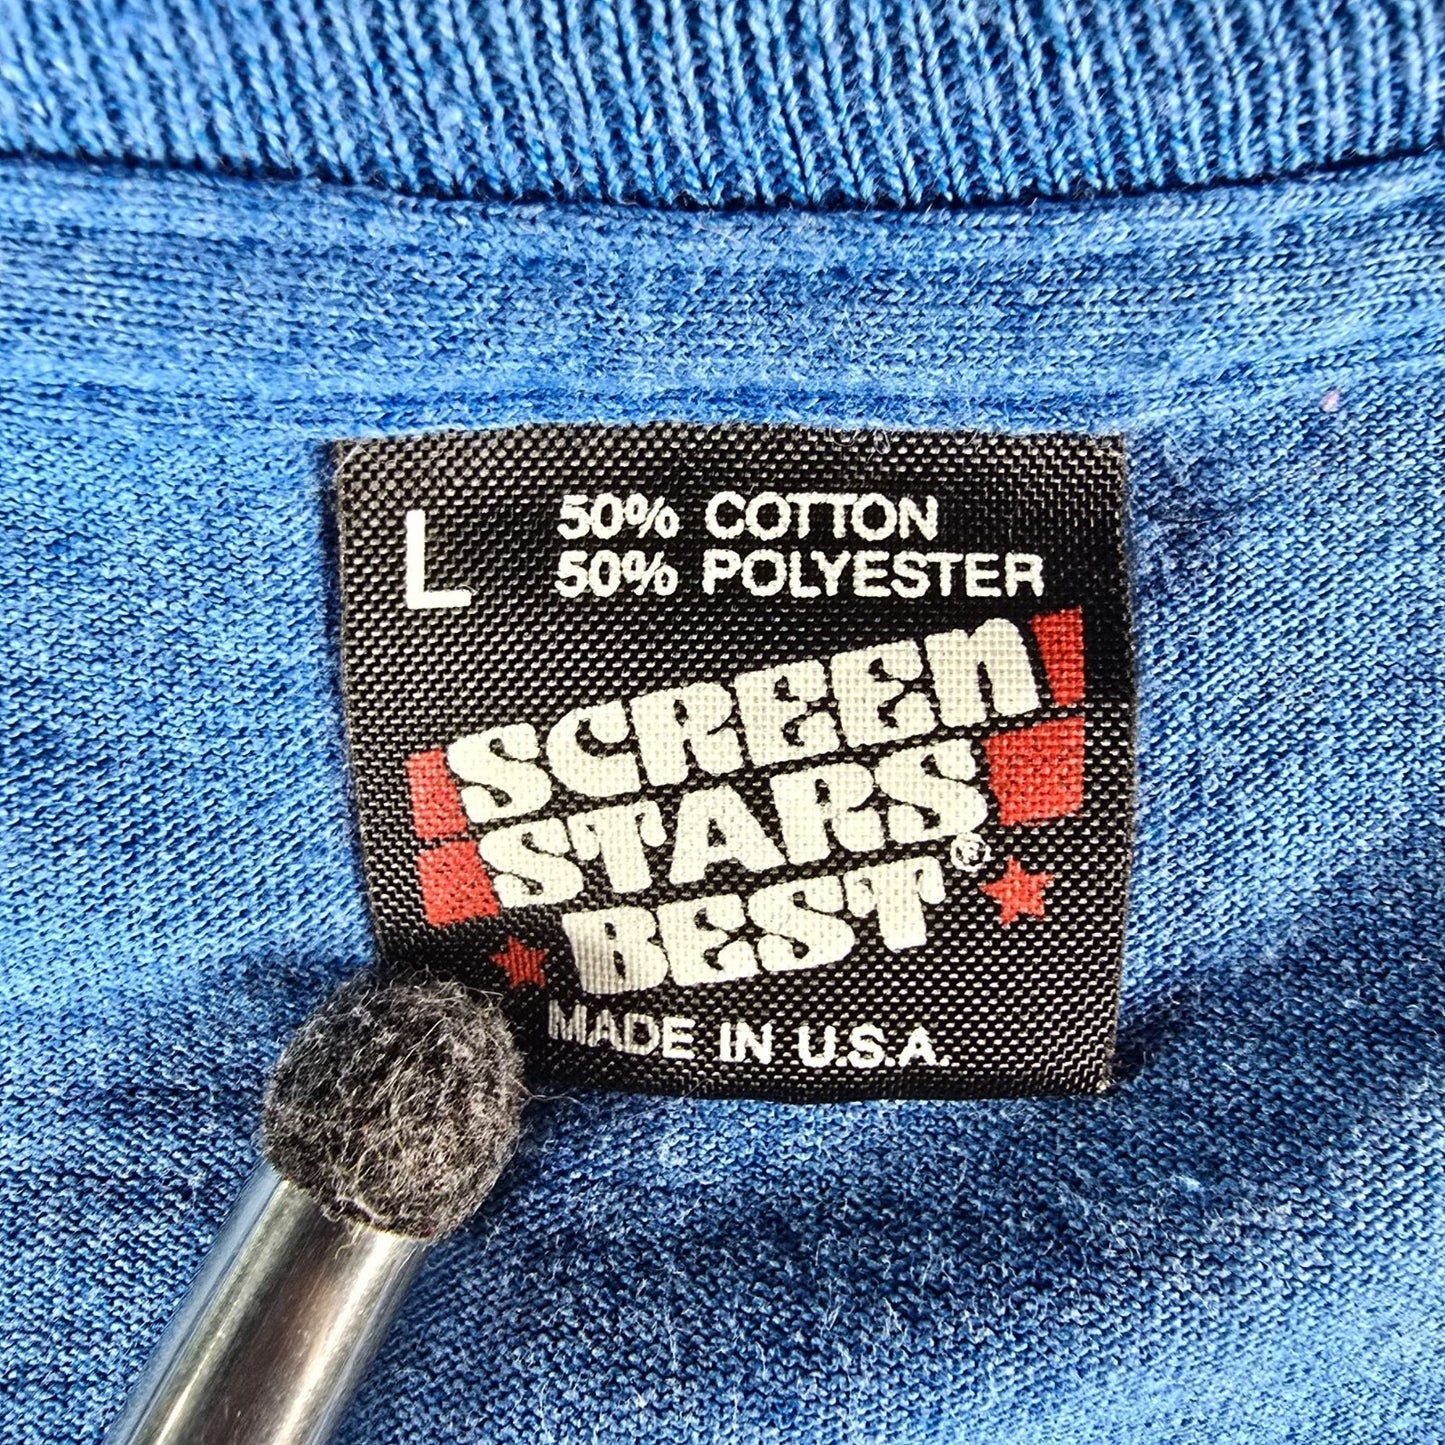 L
50% COTTON
50% POLYESTER
SCREEN
STARS
BEST®
MADE IN U.S.A.